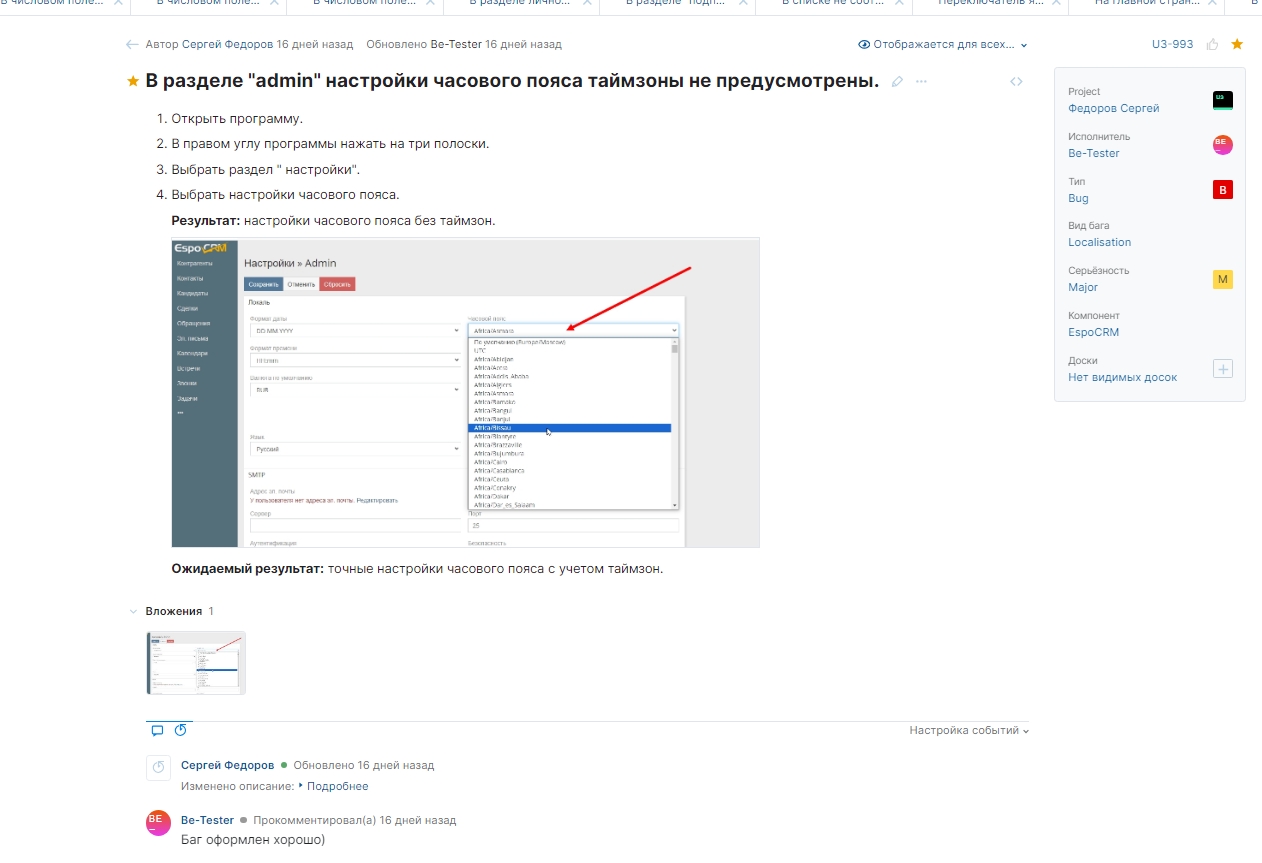 В числовом поле...
В числовом поле...
В числовом поле...
В разделе лично...
В разделе "подп...
В списке не соот...
Переключатель я...
На главной стран...
В
Автор Сергей Федоров 16 дней назад Обновлено Be-Tester 16 дней назад
Отображается для всех...
U3-993
В разделе "admin" настройки часового пояса таймзоны не предусмотрены.
1. Открыть программу.
2. В правом углу программы нажать на три полоски.
3. Выбрать раздел " настройки".
4. Выбрать настройки часового пояса.
Результат: настройки часового пояса без таймзон.
EspoCRM
Контрагенты
Контакты
Кандидаты
Сделки
Обращения
Эл. письма
Календари
Встречи
Звонки
Задачи
Настройки » Admin
Сохранить Отменить Сбросить
Локаль
Формат даты
DD.MM.YYYY
Формат времени
Валюта по умолчанию
RUB
Язык
Русский
SMTP
Адрес эл. почты
У пользователя нет адреса эл. почты. Редактировать
Сервер
Аутентификация
Часовой пояс
Africa/Asmara
По умолчанию (Europe/Moscow)
UTC
Africa/Abidjan
Africa/Accra
Africa/Addis_Ababa
Africa/Algiers
Africa/Asmara
Africa/Bamako
Africa/Bangui
Africa/Banjul
Africa/Bissau
Africa/Blantyre
Africa/Brazzaville
Africa/Bujumbura
Africa/Cairo
Africa/Casablanca
Africa/Ceuta
Africa/Conakry
Africa/Dakar
Africa/Dar_es_Salaam
Порт
25
Безопасность
Ожидаемый результат: точные настройки часового пояса с учетом таймзон.
Вложения 1
Настройка событий
Сергей Федоров Обновлено 16 дней назад
Изменено описание: Подробнее
BE
Be-Tester Прокомментировал(а) 16 дней назад
Баг оформлен хорошо)
Project
Федоров Сергей
U3
Исполнитель
Be-Tester
BE
Тип
Bug
B
Вид бага
Localisation
Серьёзность
Major
M
Компонент
EspoCRM
Доски
Нет видимых досок